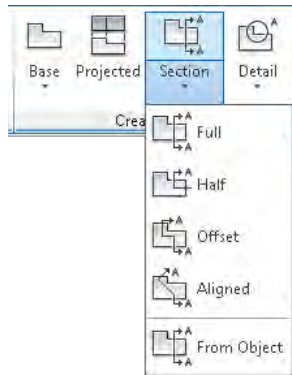 Base Projected Section Detail
Crea
Full
Half
Offset
Aligned
From Object